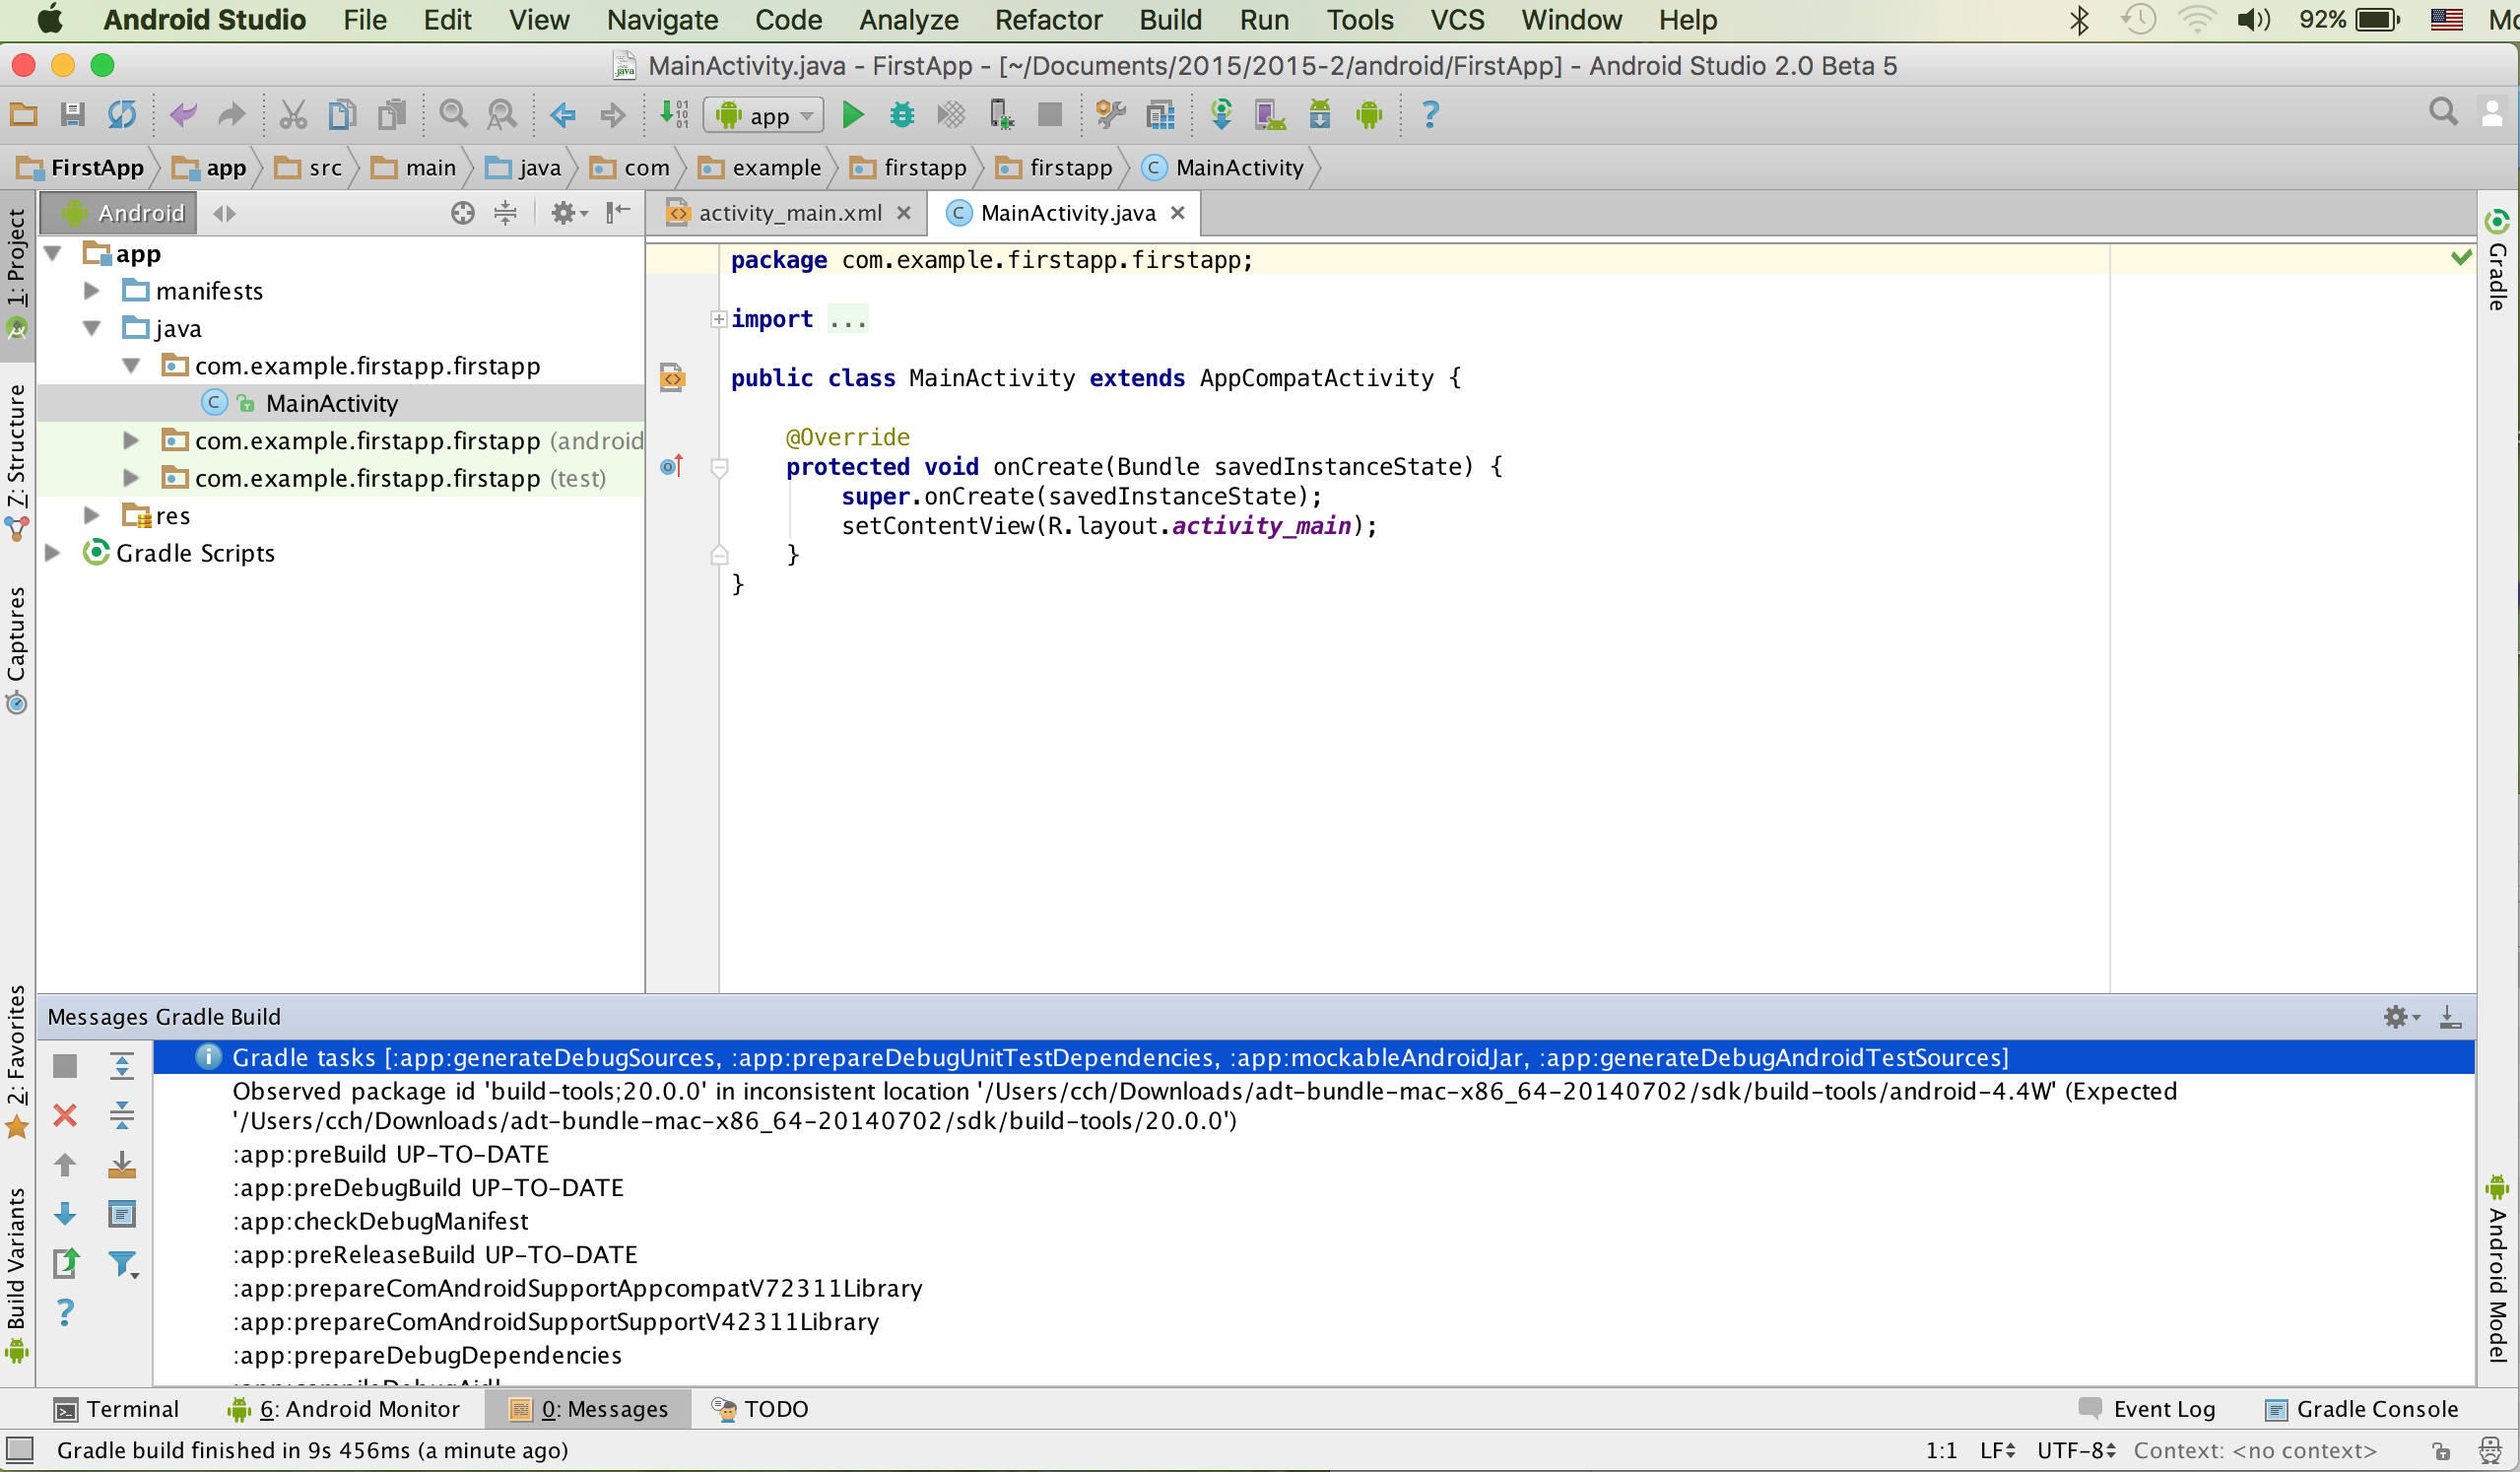 Android Studio File Edit View Navigate Code Analyze Refactor Build Run Tools VCS Window Help 92%
MainActivity.java - FirstApp - [~/Documents/2015/2015-2/android/FirstApp] - Android Studio 2.0 Beta 5
app
FirstApp app src main java com example firstapp firstapp MainActivity
Android
activity_main.xml MainActivity.java
1: Project
7: Structure
Captures
2: Favorites
Build Variants
app
manifests
java
com.example.firstapp.firstapp
MainActivity
com.example.firstapp.firstapp (android
com.example.firstapp.firstapp (test)
res
Gradle Scripts
package com.example.firstapp.firstapp;
import ...
public class MainActivity extends AppCompatActivity {
@Override
protected void onCreate(Bundle savedInstanceState) {
super.onCreate(savedInstanceState);
setContentView(R.layout.activity_main);
}
}
Gradle
Android Model
Messages Gradle Build
Gradle tasks [:app:generateDebugSources, :app:prepareDebugUnitTestDependencies, :app:mockableAndroidJar, :app:generateDebugAndroidTestSources]
Observed package id 'build-tools;20.0.0' in inconsistent location '/Users/cch/Downloads/adt-bundle-mac-x86_64-20140702/sdk/build-tools/android-4.4W' (Expected
'/Users/cch/Downloads/adt-bundle-mac-x86_64-20140702/sdk/build-tools/20.0.0')
:app:preBuild UP-TO-DATE
:app:preDebugBuild UP-TO-DATE
:app:checkDebugManifest
:app:preReleaseBuild UP-TO-DATE
:app:prepareComAndroidSupportAppcompatV72311Library
:app:prepareComAndroidSupportSupportV42311Library
:app:prepareDebugDependencies
Terminal 6: Android Monitor 0: Messages TODO Event Log Gradle Console
Gradle build finished in 9s 456ms (a minute ago) 1:1 LF UTF-8 Context: <no context>